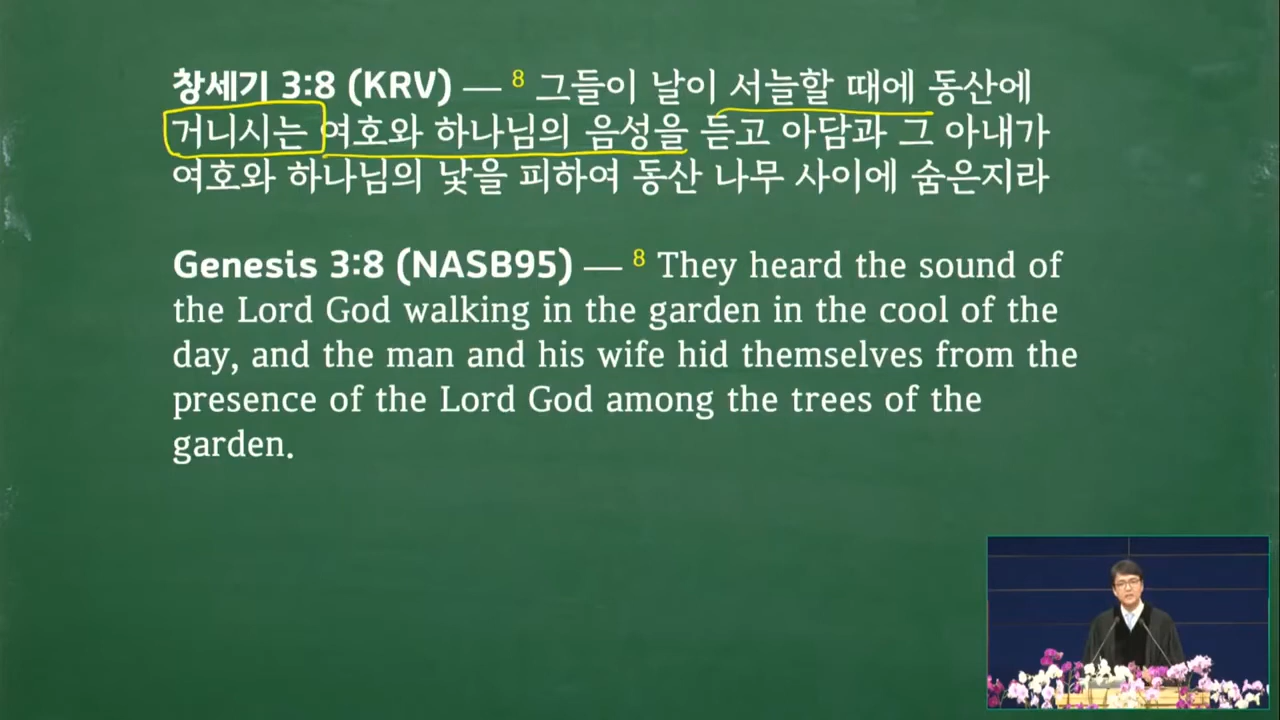 창세기 3:8 (KRV) — 8 그들이 날이 서늘할 때에 동산에
거니시는 여호와 하나님의 음성을 듣고 아담과 그 아내가
여호와 하나님의 낯을 피하여 동산 나무 사이에 숨은지라
Genesis 3:8 (NASB95) — 8 They heard the sound of
the Lord God walking in the garden in the cool of the
day, and the man and his wife hid themselves from the
presence of the Lord God among the trees of the
garden.